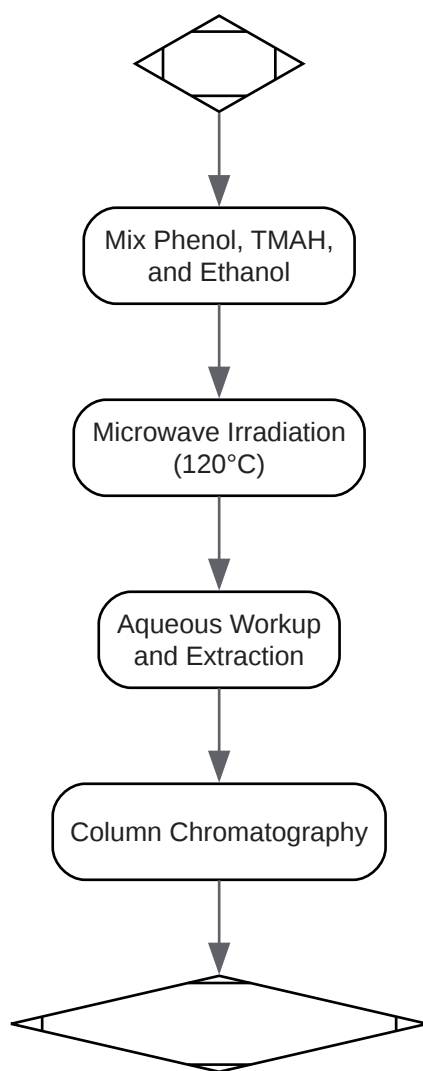 Mix Phenol, TMAH,
and Ethanol
Microwave Irradiation
(120°C)
Aqueous Workup
and Extraction
Column Chromatography